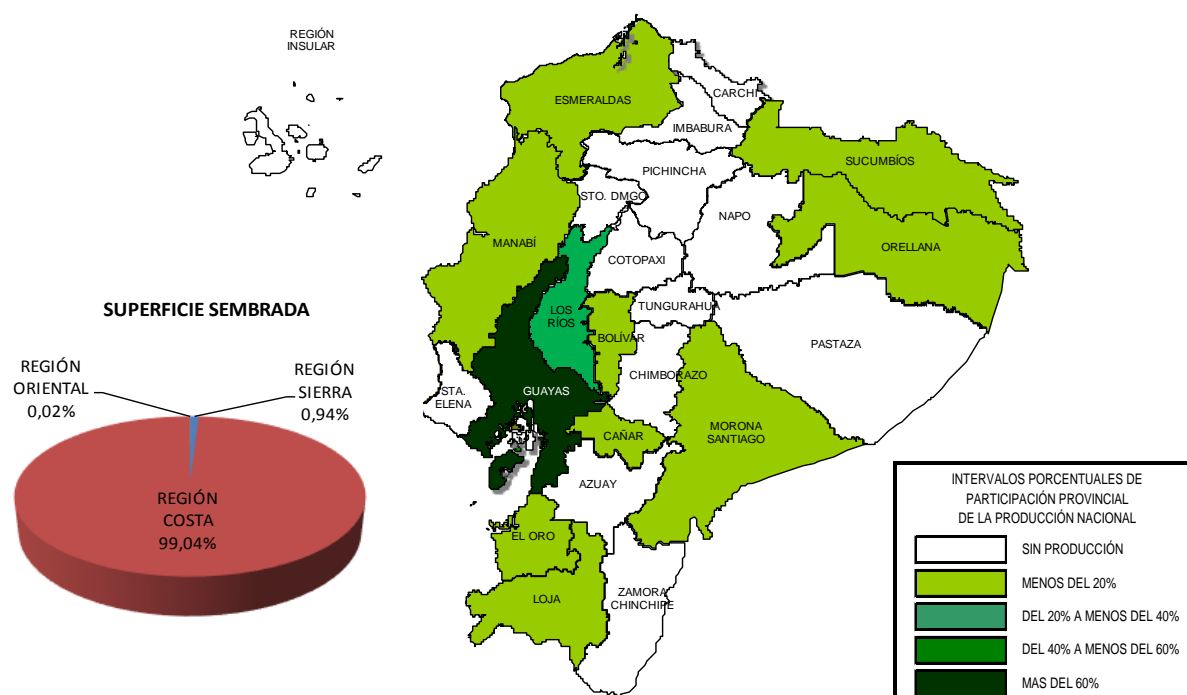 REGIÓN
INSULAR
ESMERALDAS
CARCHI
IMBABURA
SUCUMBÍOS
PICHINCHA
STO. DMGO
NAPO
MANABÍ
ORELLANA
COTOPAXI
TUNGURAHUA
LOS
RÍOS
BOLÍVAR
PASTAZA
CHIMBORAZO
STA.
ELENA
GUAYAS
MORONA
SANTIAGO
CAÑAR
AZUAY
EL ORO
LOJA
ZAMORA
CHINCHIPE
SUPERFICIE SEMBRADA
REGIÓN
ORIENTAL
0,02%
REGIÓN
SIERRA
0,94%
REGIÓN
COSTA
99,04%
INTERVALOS PORCENTUALES DE
PARTICIPACIÓN PROVINCIAL
DE LA PRODUCCIÓN NACIONAL
SIN PRODUCCIÓN
MENOS DEL 20%
DEL 20% A MENOS DEL 40%
DEL 40% A MENOS DEL 60%
MAS DEL 60%